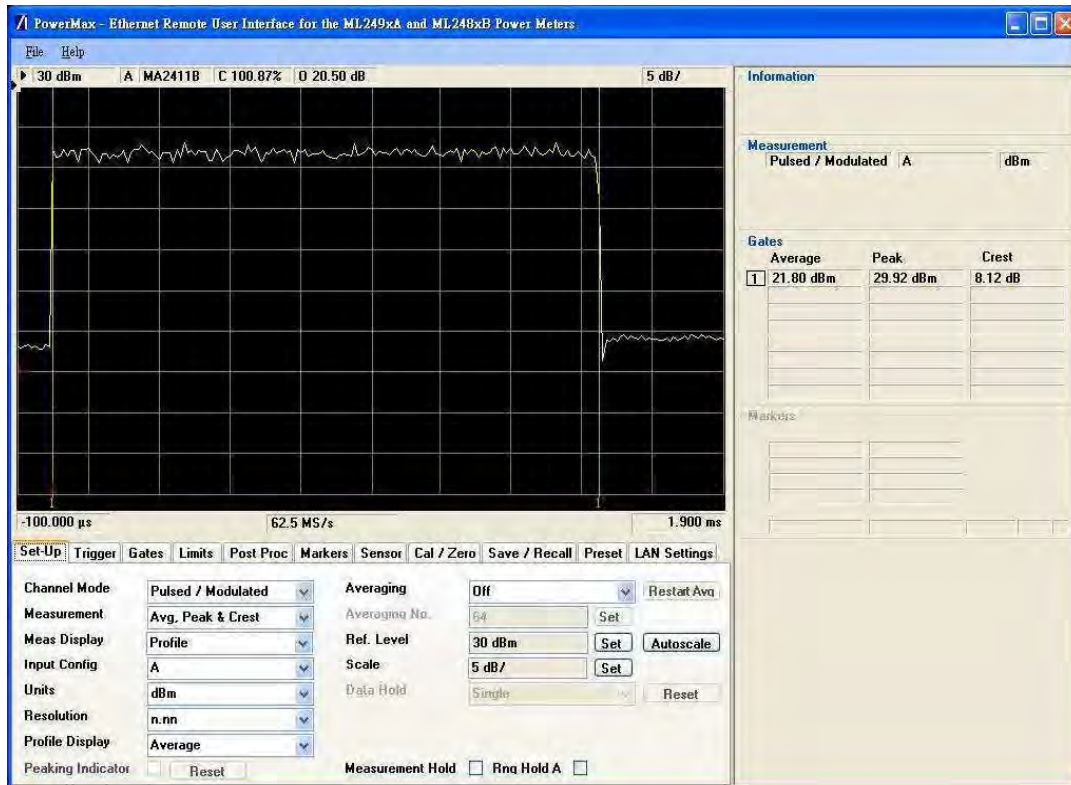 PowerMax - Ethernet Remote User Interface for the ML249xA and ML248xB Power Meters
File Help
30 dBm A MA2411B C 100.87% O 20.50 dB 5 dB/
1 1'
-100.000 µs 62.5 MS/s 1.900 ms
Information
Measurement
Pulsed / Modulated A dBm
Gates
Average Peak Crest
1 21.80 dBm 29.92 dBm 8.12 dB
Markers
Set-Up Trigger Gates Limits Post Proc Markers Sensor Cal / Zero Save / Recall Preset LAN Settings
Channel Mode Pulsed / Modulated Averaging Off Restart Avg
Measurement Avg, Peak & Crest Averaging No. 64 Set
Meas Display Profile Ref. Level 30 dBm Set Autoscale
Input Config A Scale 5 dB/ Set
Units dBm Data Hold Single Reset
Resolution n.nn
Profile Display Average
Peaking Indicator Reset Measurement Hold Rng Hold A